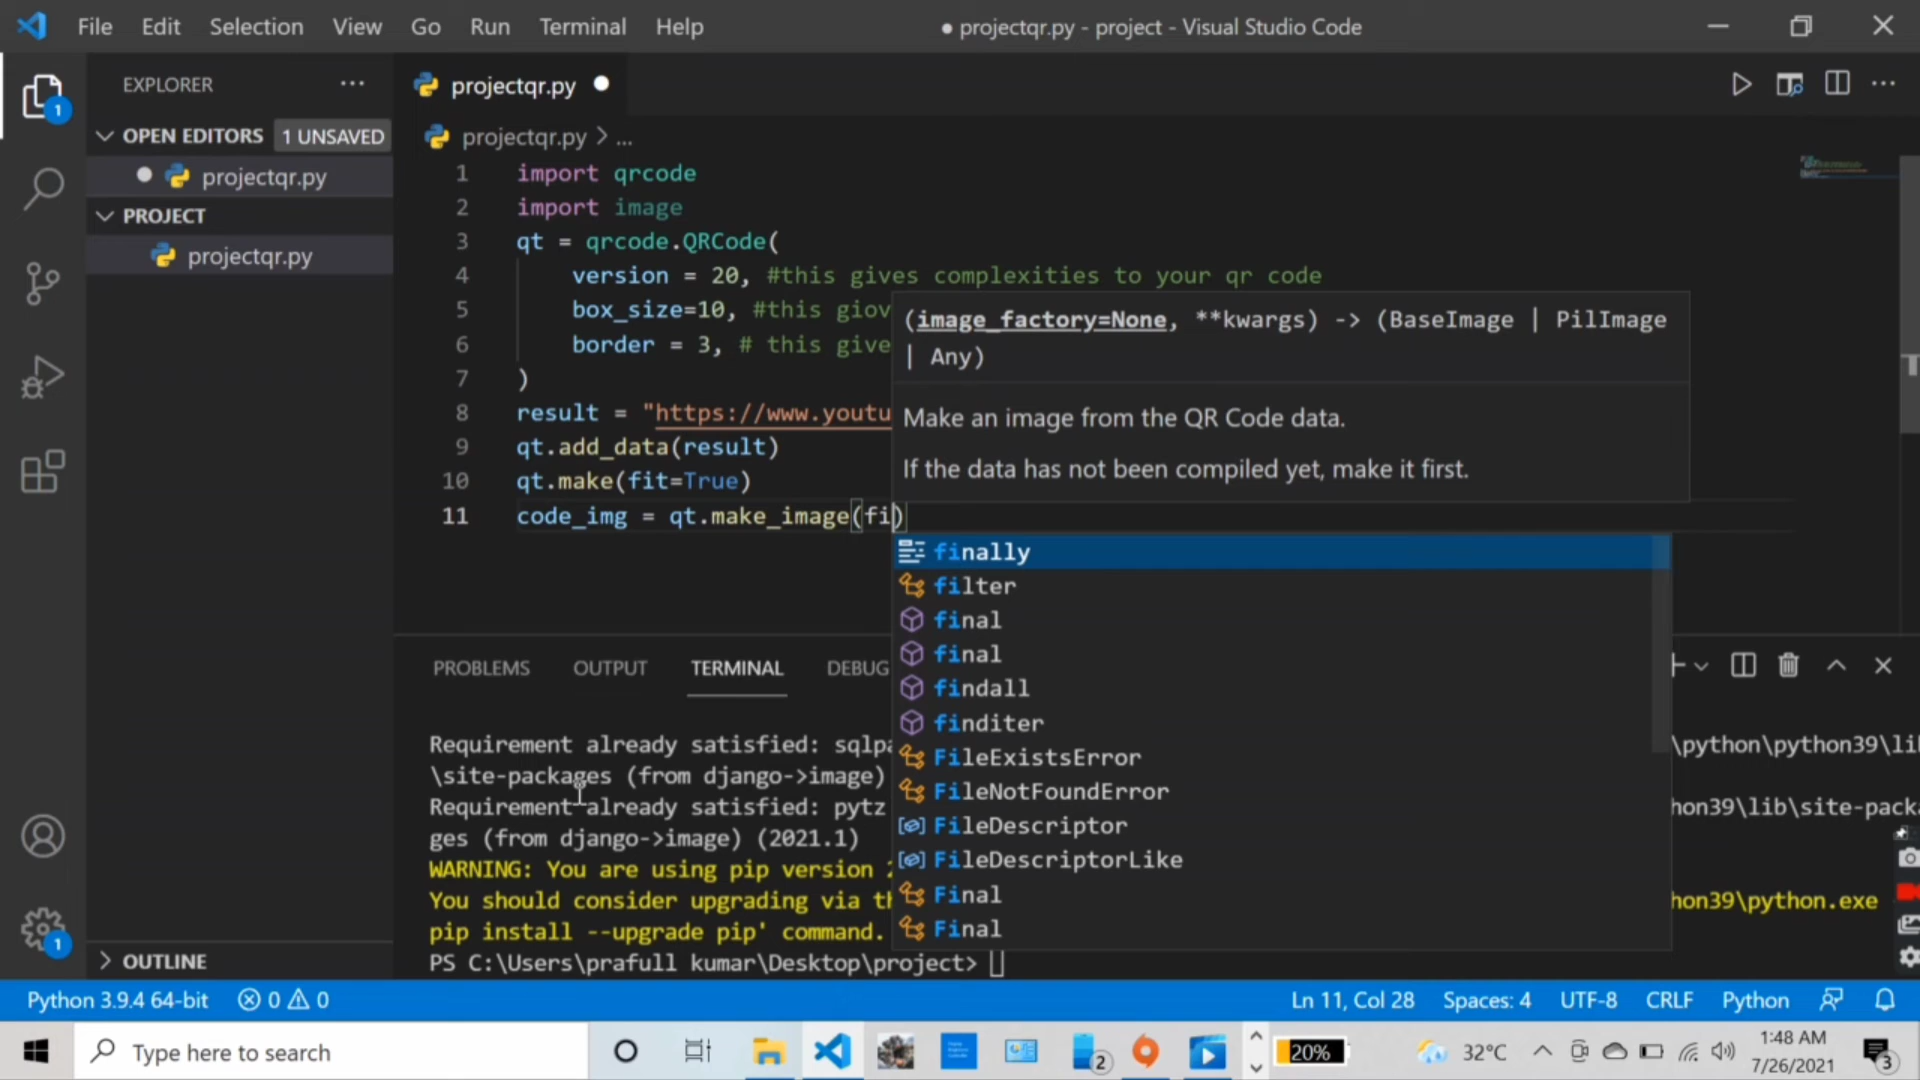 File Edit Selection View Go Run Terminal Help
● projectqr.py - project - Visual Studio Code
EXPLORER
OPEN EDITORS 1 UNSAVED
projectqr.py
PROJECT
projectqr.py
OUTLINE
1
1
projectqr.py
projectqr.py > ...
1 import qrcode
2 import image
3 qt = qrcode.QRCode(
4 version = 20, #this gives complexities to your qr code
5 box_size=10, #this giov
6 border = 3, # this give
7 )
8 result = "https://www.youtu
9 qt.add_data(result)
10 qt.make(fit=True)
11 code_img = qt.make_image(fi)
(image_factory=None, **kwargs) -> (BaseImage | PilImage
| Any)
Make an image from the QR Code data.
If the data has not been compiled yet, make it first.
finally
filter
final
final
findall
finditer
FileExistsError
FileNotFoundError
FileDescriptor
FileDescriptorLike
Final
Final
PROBLEMS OUTPUT TERMINAL DEBUG
Requirement already satisfied: sqlpa \python\python39\lib
\site-packages (from django->image)
Requirement already satisfied: pytz hon39\lib\site-packa
ges (from django->image) (2021.1)
WARNING: You are using pip version 2
You should consider upgrading via th hon39\python.exe
pip install --upgrade pip' command.
PS C:\Users\prafull kumar\Desktop\project>
Python 3.9.4 64-bit 0 0 Ln 11, Col 28 Spaces: 4 UTF-8 CRLF Python
Type here to search
2
20%
32°C
1:48 AM
7/26/2021
3